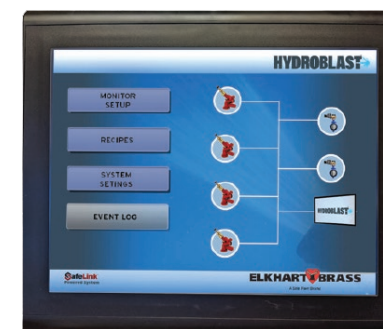 HYDROBLAST
MONITOR
SETUP
RECIPES
SYSTEM
SETINGS
EVENT LOG
HYDROBLAST
SafeLink
ELKHART BRASS